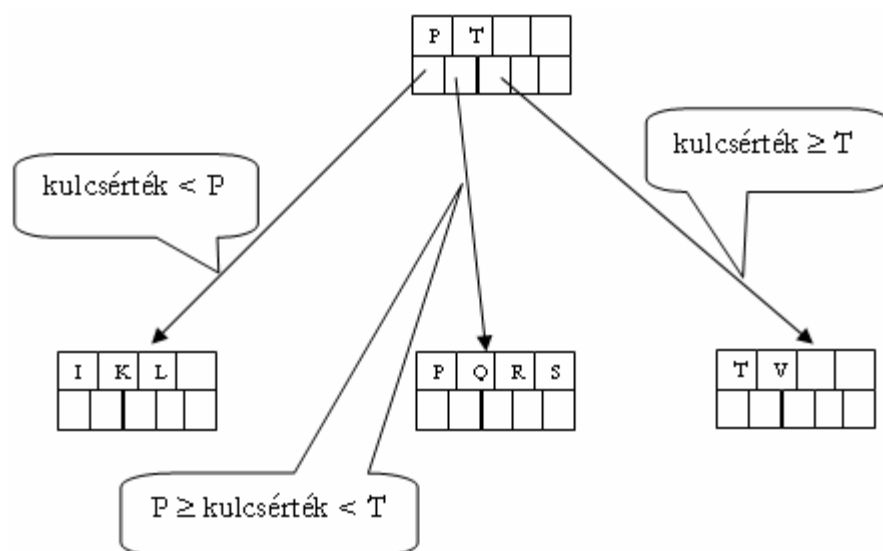 P T
kulcsérték < P
kulcsérték ≥ T
I K L
P Q R S
T V
P ≥ kulcsérték < T